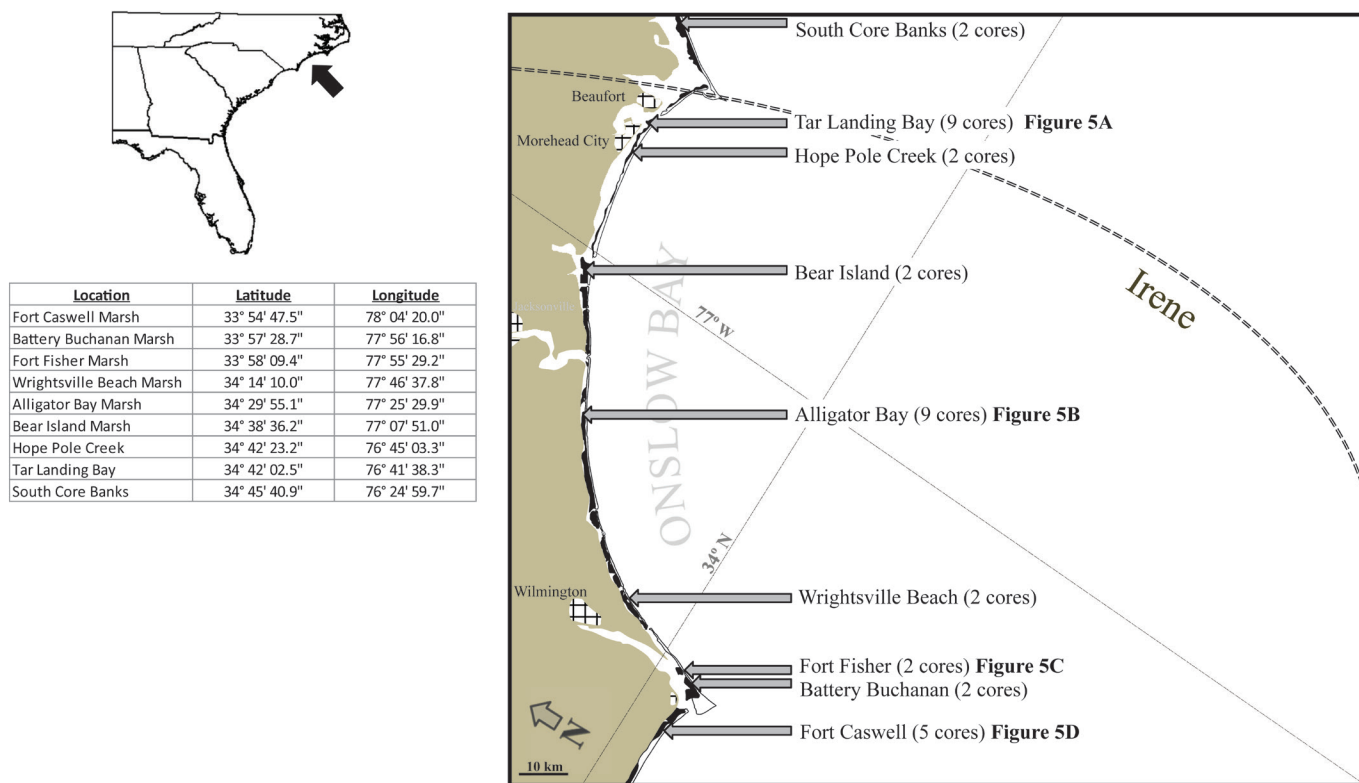 Location Latitude Longitude
Fort Caswell Marsh 33° 54' 47.5" 78° 04' 20.0"
Battery Buchanan Marsh 33° 57' 28.7" 77° 56' 16.8"
Fort Fisher Marsh 33° 58' 09.4" 77° 55' 29.2"
Wrightsville Beach Marsh 34° 14' 10.0" 77° 46' 37.8"
Alligator Bay Marsh 34° 29' 55.1" 77° 25' 29.9"
Bear Island Marsh 34° 38' 36.2" 77° 07' 51.0"
Hope Pole Creek 34° 42' 23.2" 76° 45' 03.3"
Tar Landing Bay 34° 42' 02.5" 76° 41' 38.3"
South Core Banks 34° 45' 40.9" 76° 24' 59.7"
South Core Banks (2 cores)
Beaufort
Tar Landing Bay (9 cores) Figure 5A
Morehead City
Hope Pole Creek (2 cores)
Bear Island (2 cores)
Irene
Jacksonville
77° W
ONSLOW BAY
Alligator Bay (9 cores) Figure 5B
34° N
Wilmington
Wrightsville Beach (2 cores)
Fort Fisher (2 cores) Figure 5C
Battery Buchanan (2 cores)
Fort Caswell (5 cores) Figure 5D
N
10 km